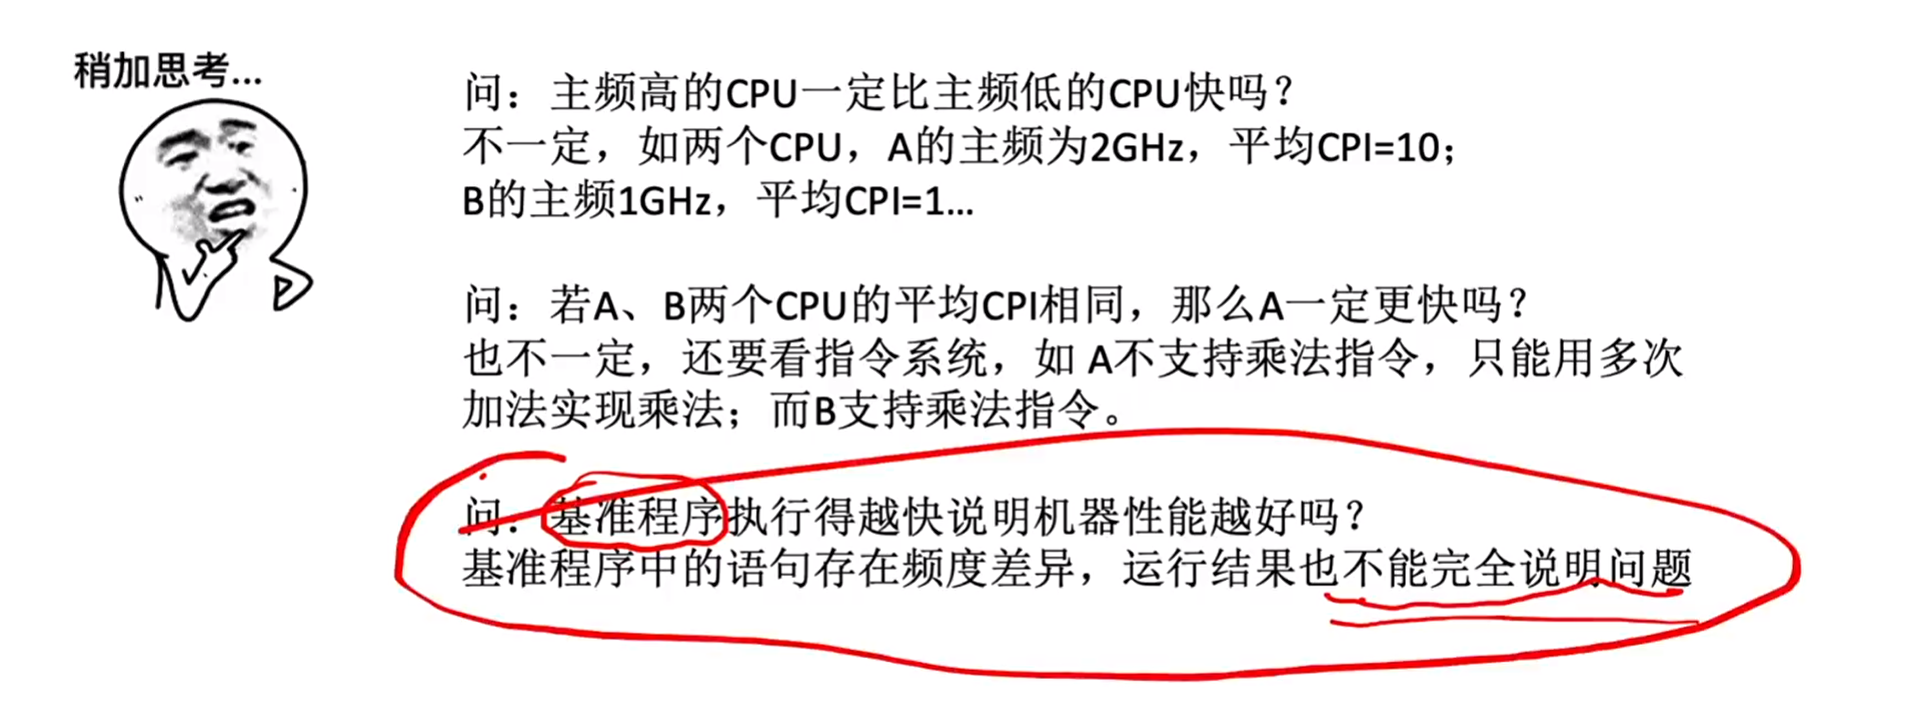 稍加思考...
问：主频高的CPU一定比主频低的CPU快吗？
不一定，如两个CPU，A的主频为2GHz，平均CPI=10；
B的主频1GHz，平均CPI=1...
问：若A、B两个CPU的平均CPI相同，那么A一定更快吗？
也不一定，还要看指令系统，如 A不支持乘法指令，只能用多次
加法实现乘法；而B支持乘法指令。
问：基准程序执行得越快说明机器性能越好吗？
基准程序中的语句存在频度差异，运行结果也不能完全说明问题